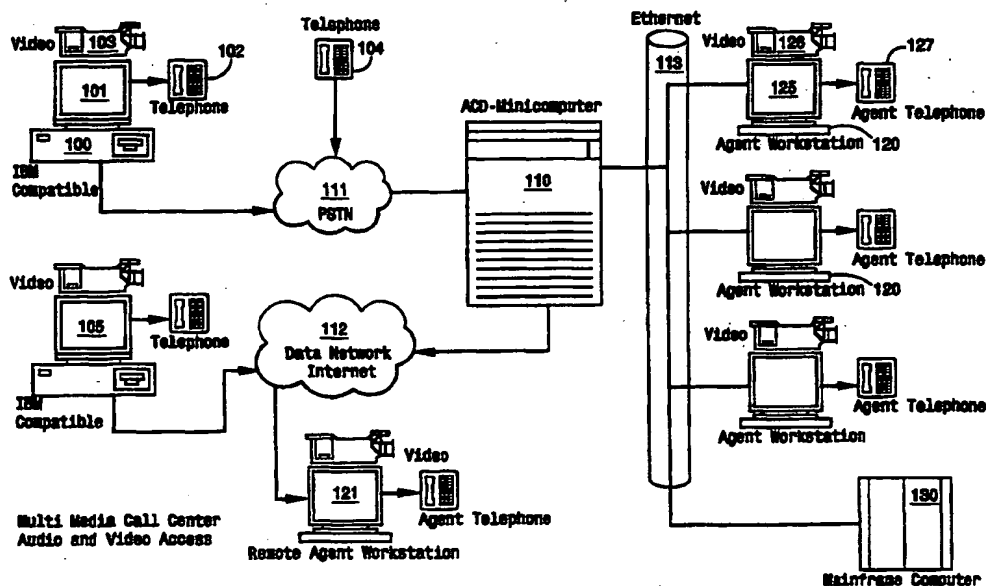 Video
103
102
101
Telephone
100
IBM
Compatible
Telephone
104
111
PSTN
ACD-Minicomputer
110
Ethernet
113
Video
126
127
125
Agent Telephone
Agent Workstation
120
Video
Agent Telephone
Agent Workstation
120
Video
Agent Telephone
Agent Workstation
Video
105
Telephone
IBM
Compatible
112
Data Network
Internet
Video
121
Agent Telephone
Remote Agent Workstation
Multi Media Call Center
Audio and Video Access
130
Mainframe Computer